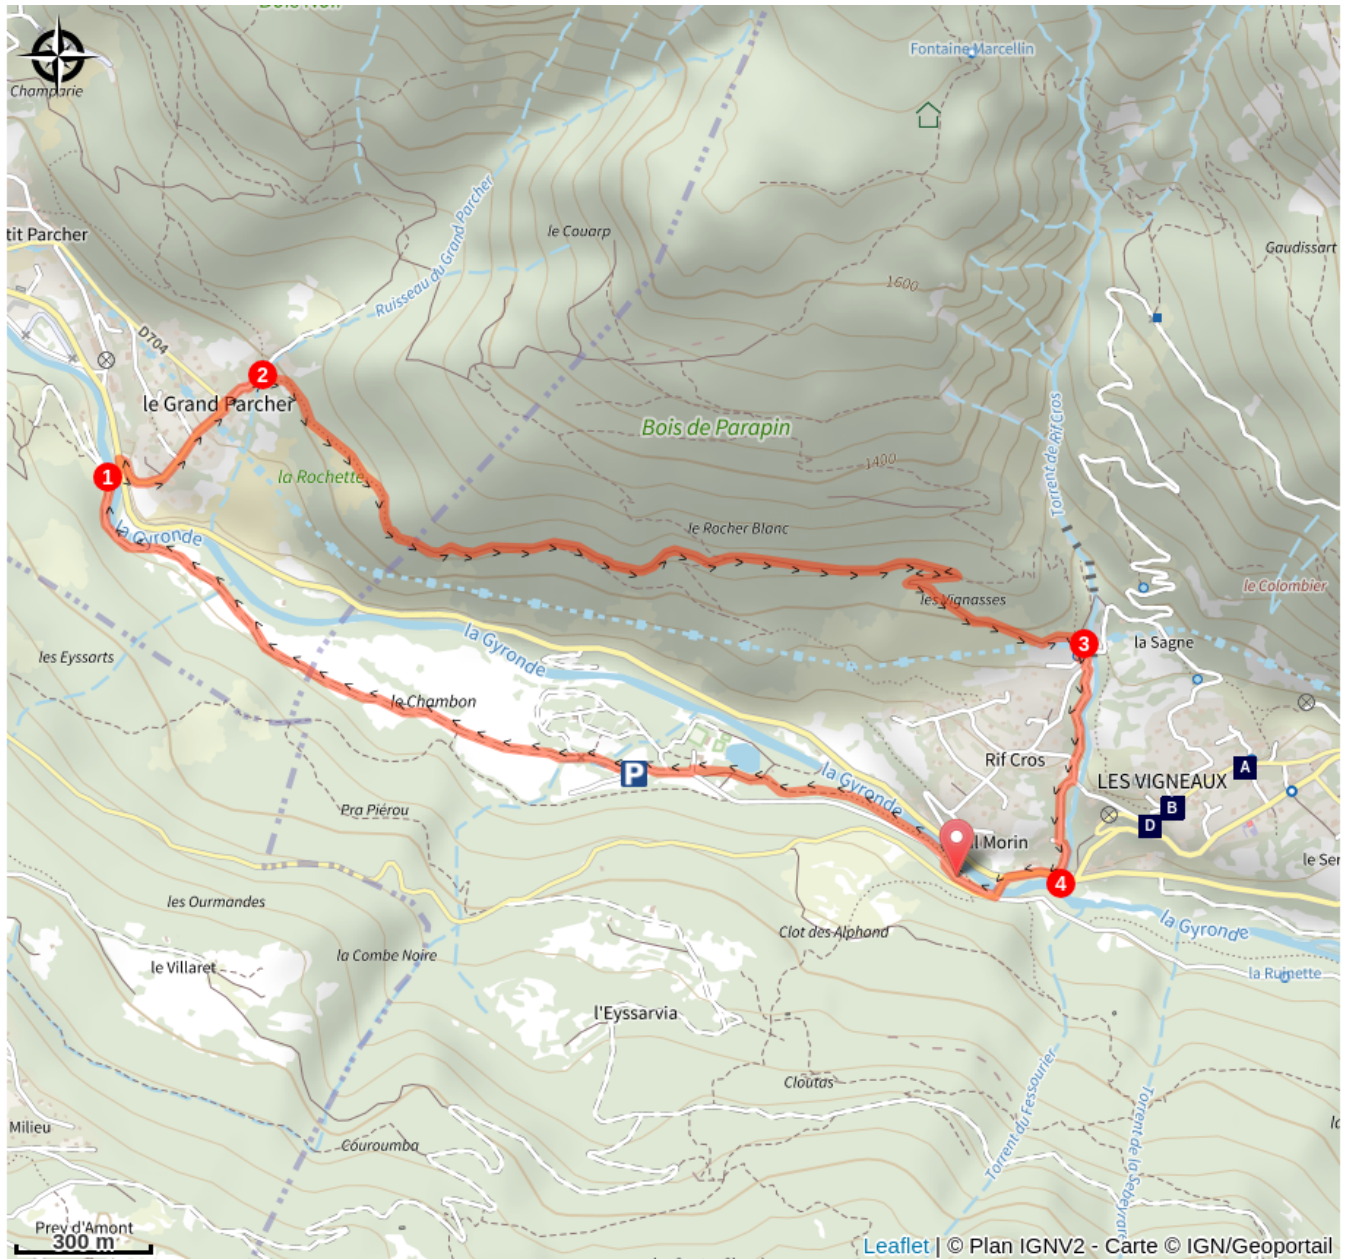 Fontaine Marcellin
Champarie
Gaudissart
tit Parcher
le Couarp
Ruisseau du Grand Parcher
1600
D704
2
le Grand Parcher
Bois de Parapin
Torrent de Rif Cros
1400
1
la Rochette
le Rocher Blanc
la Gyronde
le Colombier
les Vignasses
la Gyronde
3
la Sagne
les Eyssarts
le Chambon
Rif Cros
P
la Gyronde
LES VIGNEAUX
A
B
D
Pra Piérou
l Morin
le Ser
4
les Ourmandes
Clot des Alphand
la Gyronde
la Combe Noire
le Villaret
la Ruinette
l'Eyssarvia
Cloutas
Torrent du Fessourier
Torrent de la Sebeyran
Milieu
Couroumba
Prey d'Amont
300 m
Leaflet | © Plan IGNV2 - Carte © IGN/Geoportail